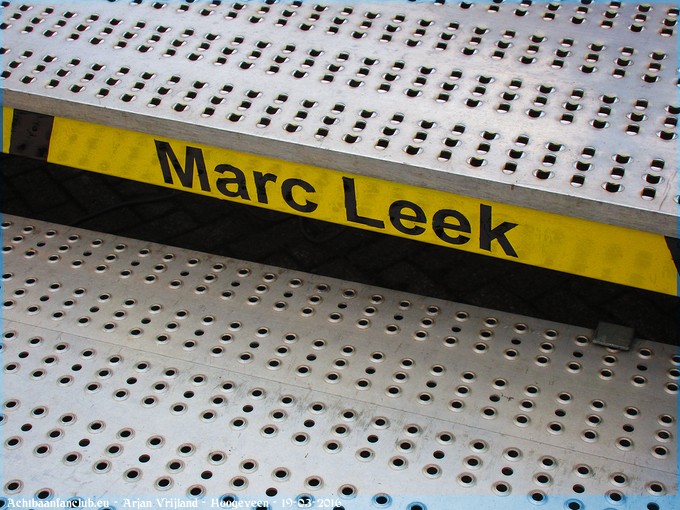 Marc Leek
Achtbaanfanclub.eu - Arjan Vrijland - Hoogeveen - 19-03-2016